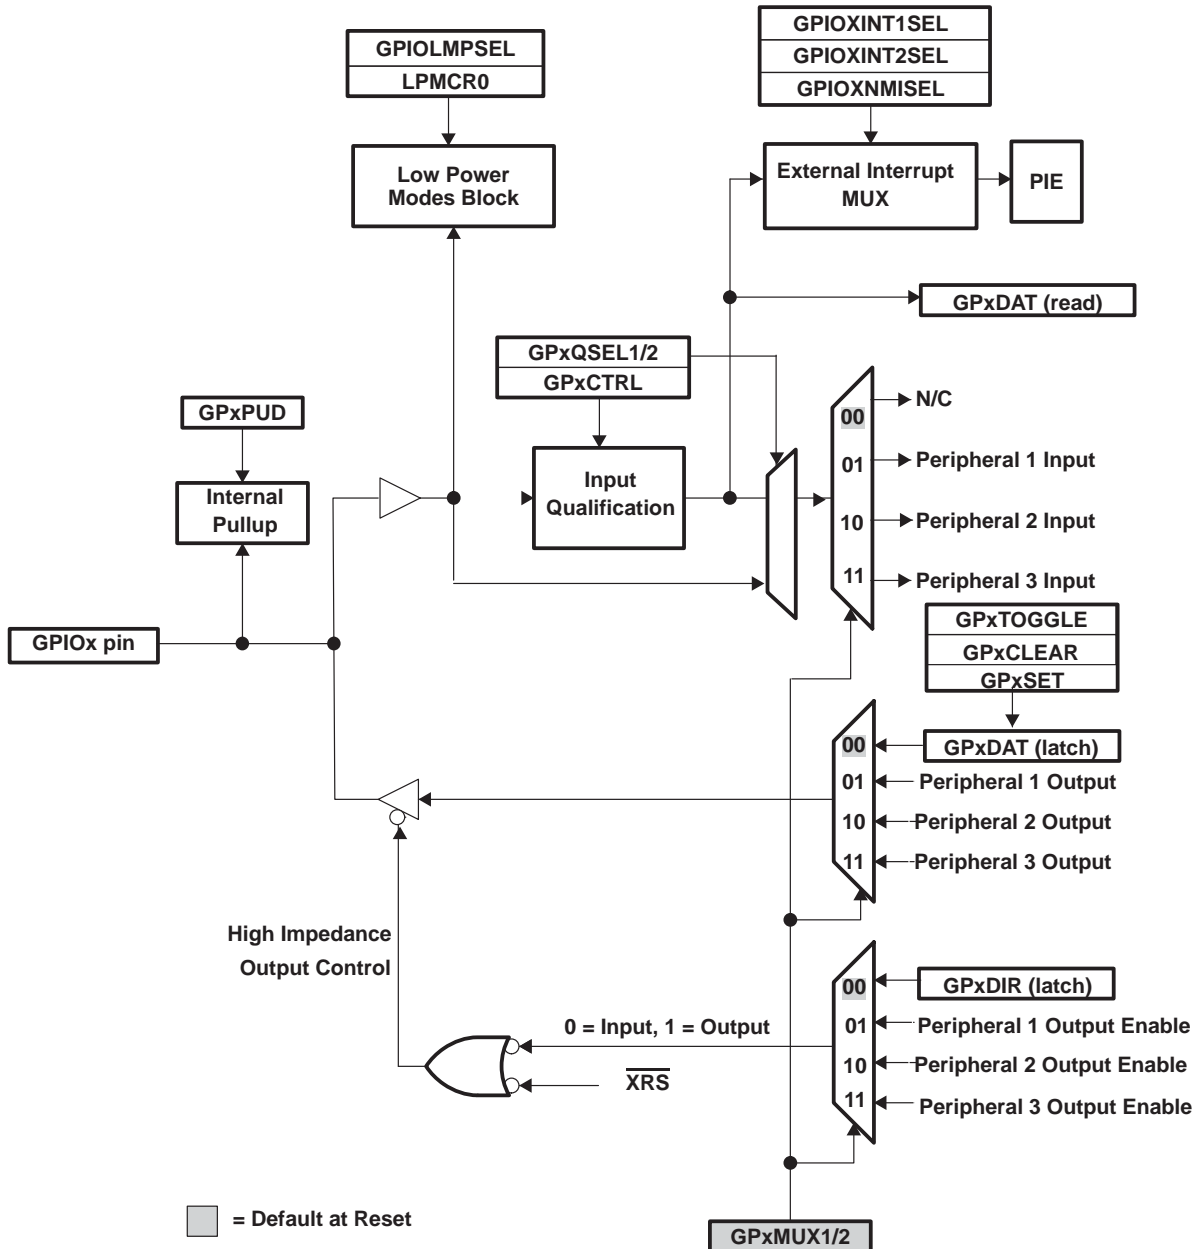 GPIOLMPSEL
LPMCR0
Low Power
Modes Block
GPIOXINT1SEL
GPIOXINT2SEL
GPIOXNMISEL
External Interrupt
MUX
PIE
GPxDAT (read)
GPxQSEL1/2
GPxCTRL
Input
Qualification
GPxPUD
Internal
Pullup
GPIOx pin
00
01
10
11
N/C
Peripheral 1 Input
Peripheral 2 Input
Peripheral 3 Input
GPxTOGGLE
GPxCLEAR
GPxSET
GPxDAT (latch)
00
01
10
11
Peripheral 1 Output
Peripheral 2 Output
Peripheral 3 Output
High Impedance
Output Control
0 = Input, 1 = Output
XRS
00
01
10
11
GPxDIR (latch)
Peripheral 1 Output Enable
Peripheral 2 Output Enable
Peripheral 3 Output Enable
= Default at Reset
GPxMUX1/2